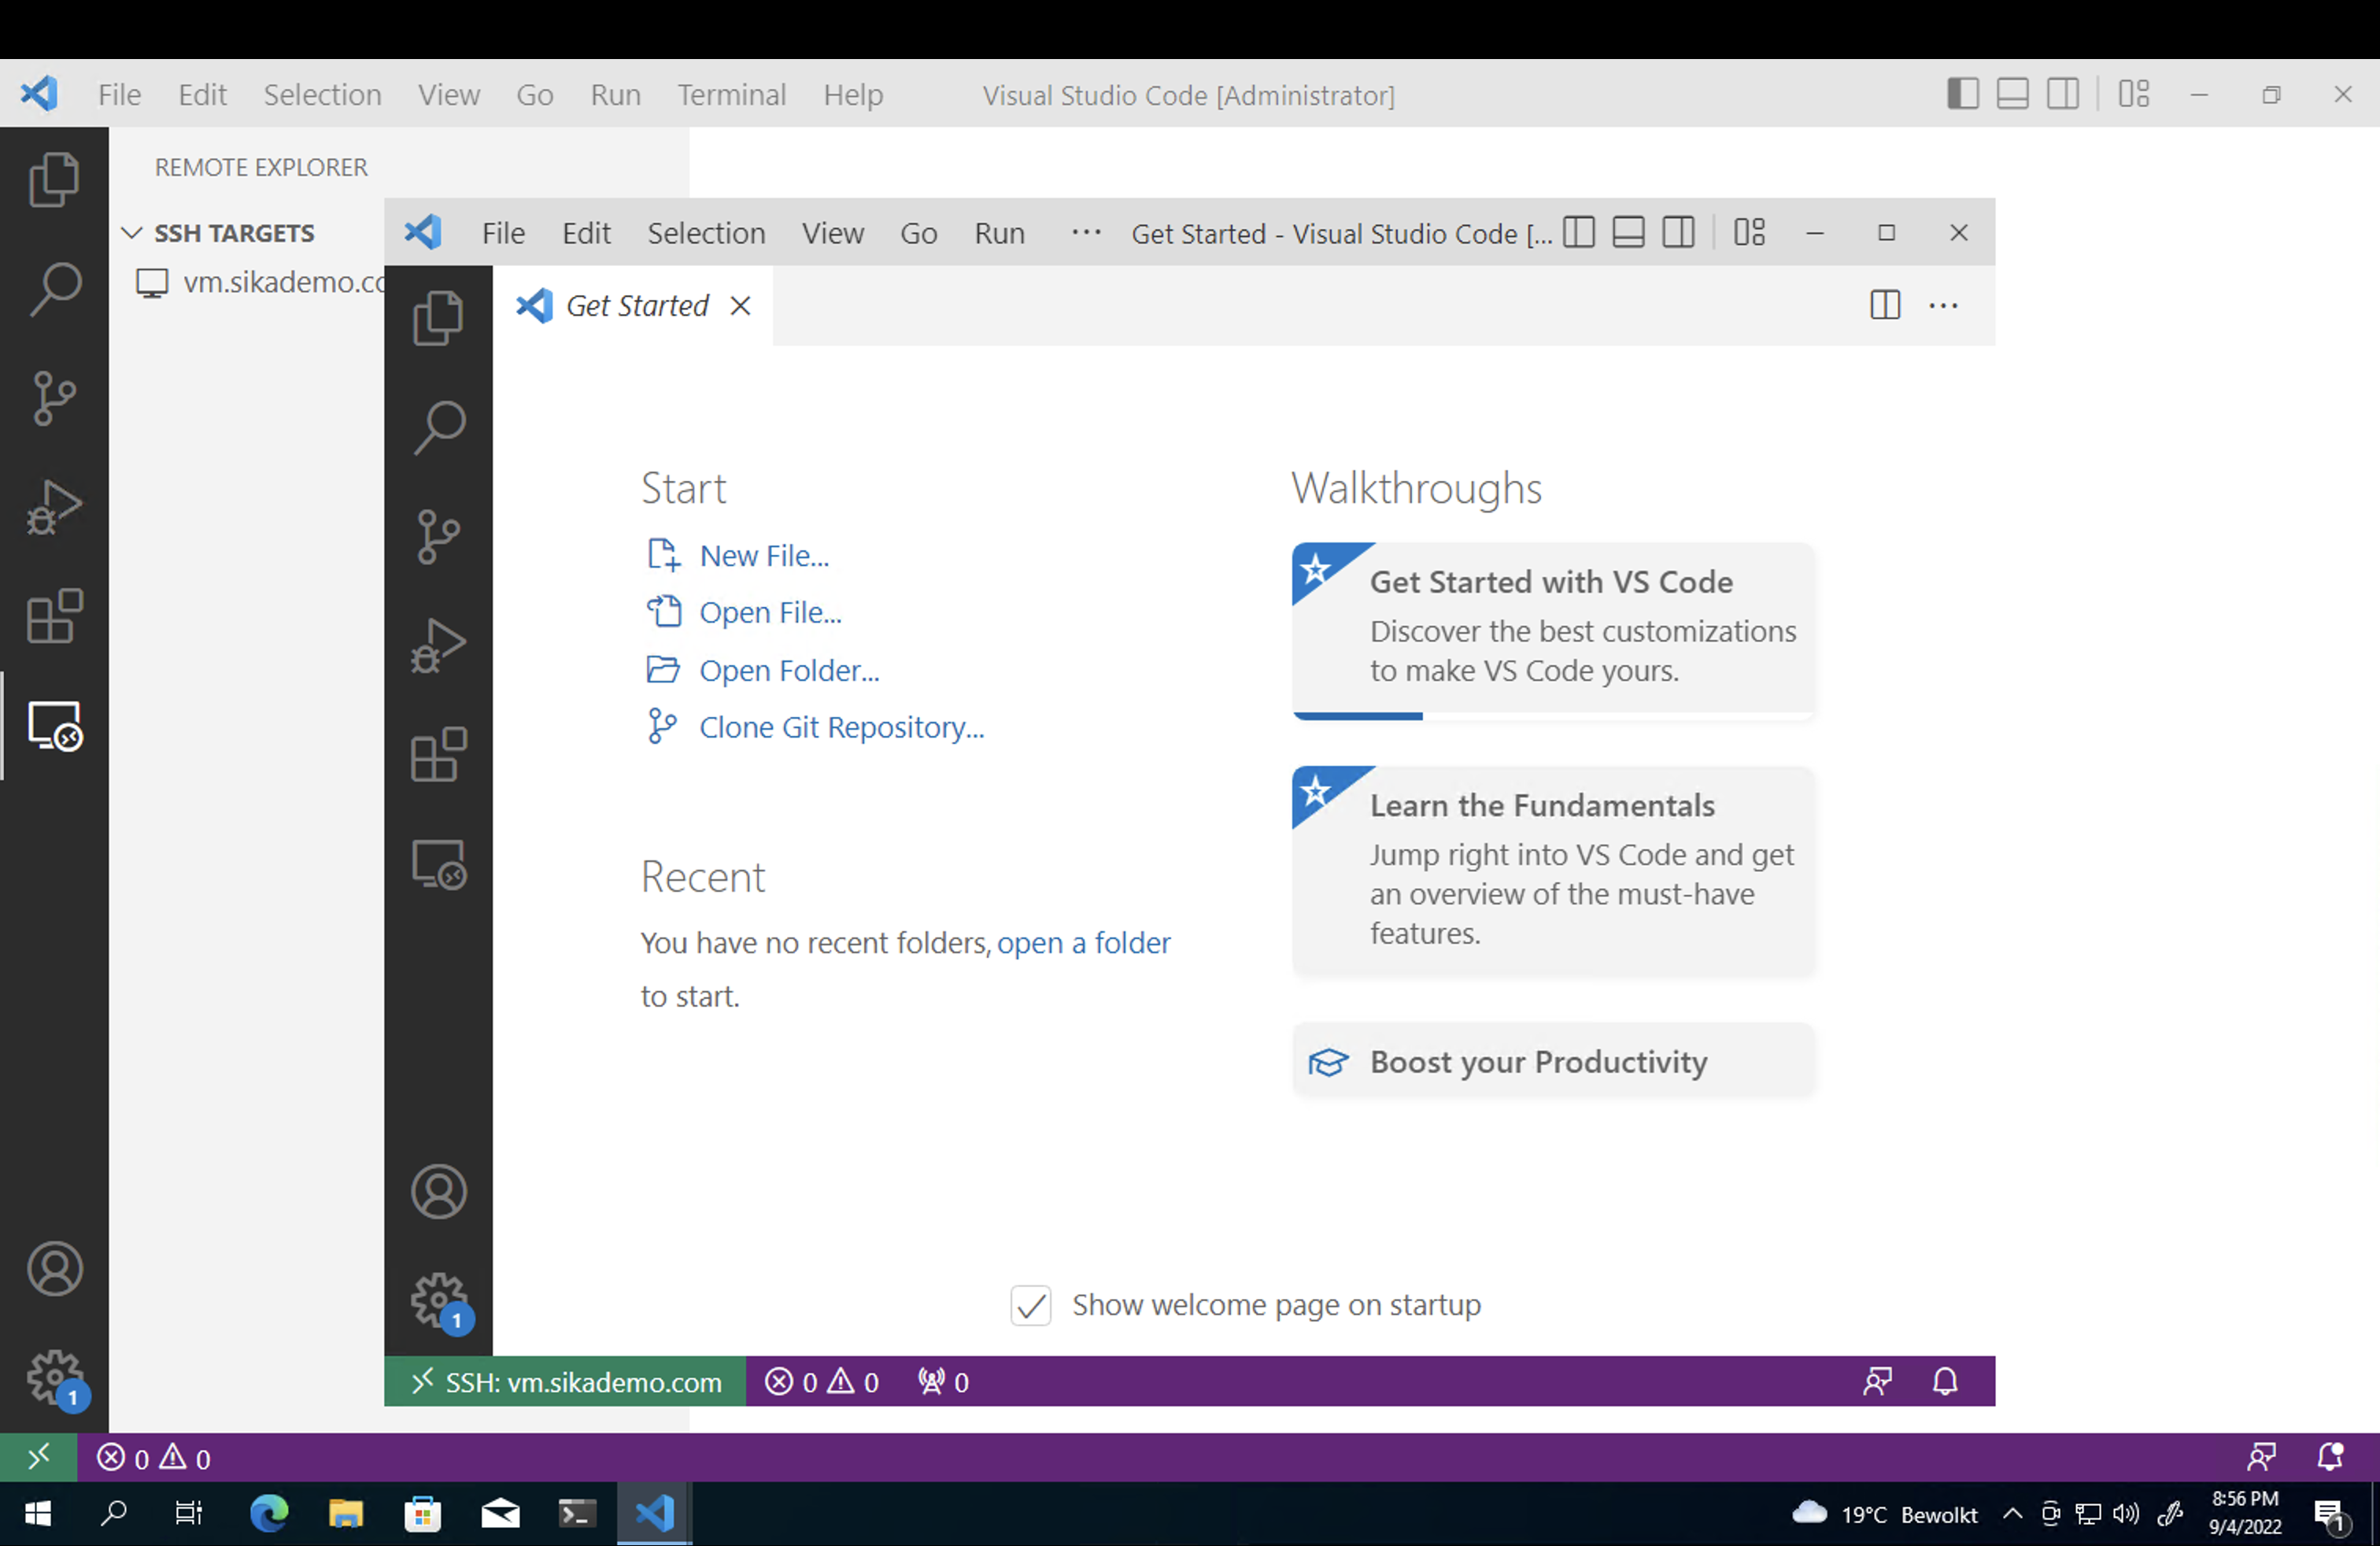 File Edit Selection View Go Run Terminal Help Visual Studio Code [Administrator]
REMOTE EXPLORER
SSH TARGETS
vm.sikademo.co
File Edit Selection View Go Run ··· Get Started - Visual Studio Code [...
Get Started
Start
New File...
Open File...
Open Folder...
Clone Git Repository...
Recent
You have no recent folders, open a folder
to start.
Walkthroughs
Get Started with VS Code
Discover the best customizations
to make VS Code yours.
Learn the Fundamentals
Jump right into VS Code and get
an overview of the must-have
features.
Boost your Productivity
Show welcome page on startup
1
SSH: vm.sikademo.com 0 0 0
1
0 0
19°C Bewolkt
8:56 PM
9/4/2022
1